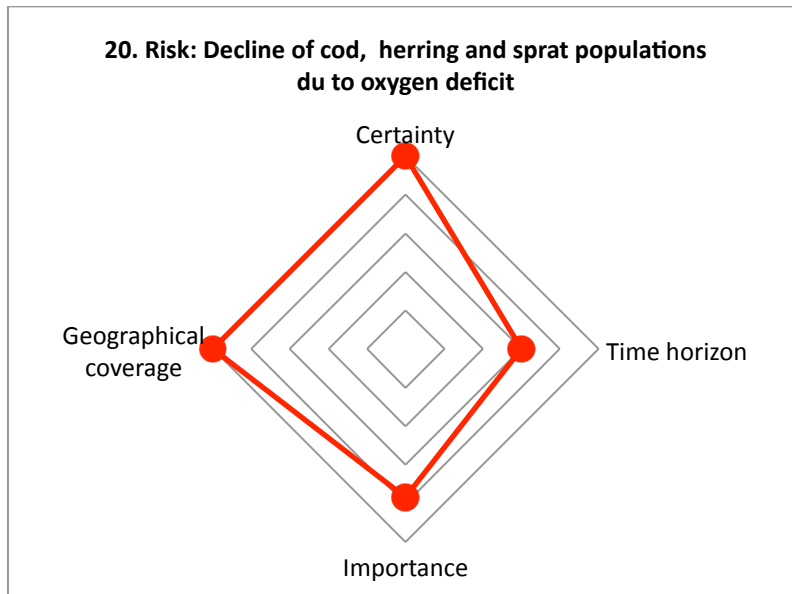 20. Risk: Decline of cod, herring and sprat populations
du to oxygen deficit
Certainty
Geographical
coverage
Time horizon
Importance